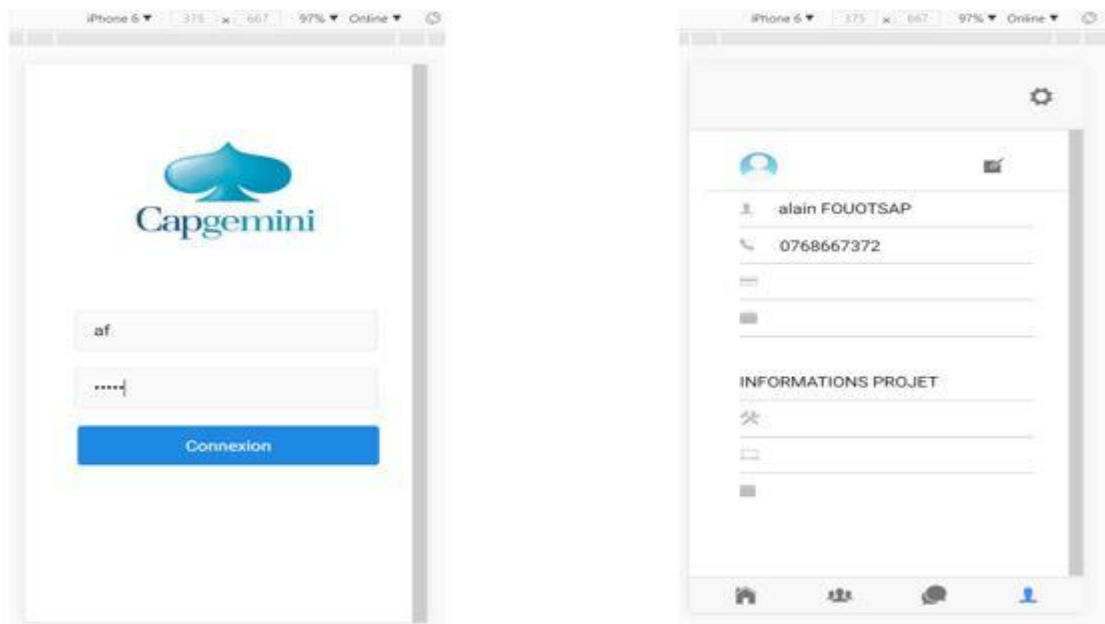 iPhone 6 ▼ 375 x 667 97% ▼ Online ▼
Capgemini
af
•••••
Connexion
iPhone 6 ▼ 375 x 667 97% ▼ Online ▼
alain FOUOTSAP
0768667372
INFORMATIONS PROJET